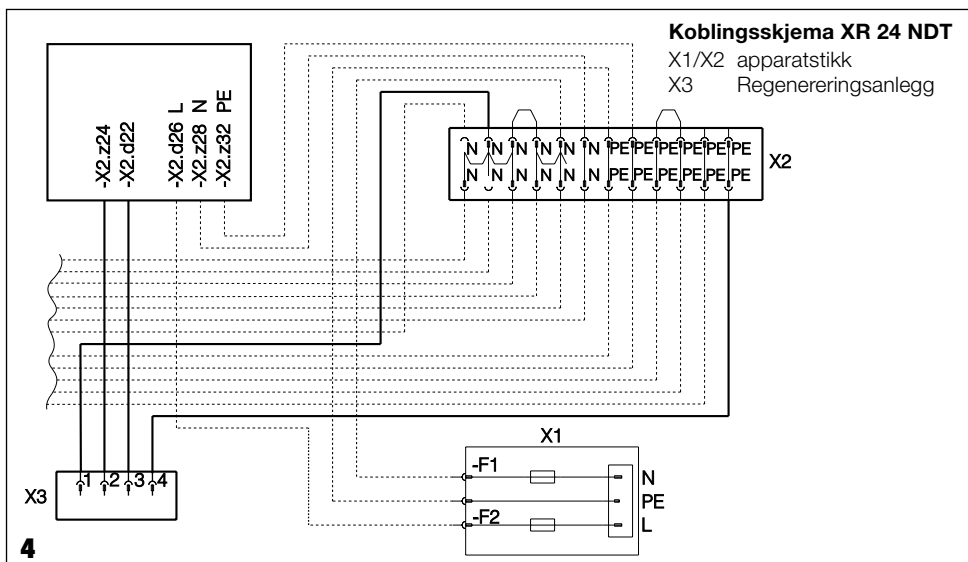 Koblingsskjema XR 24 NDT
X1/X2 apparatstikk
X3 Regenereringsanlegg
-X2.z24
-X2.d22
-X2.d26 L
-X2.z28 N
-X2.z32 PE
N N N N N N PE PE PE PE PE PE
N N N N N N PE PE PE PE PE PE
X2
X1
-F1
N
PE
-F2
L
X3
1 2 3 4
4